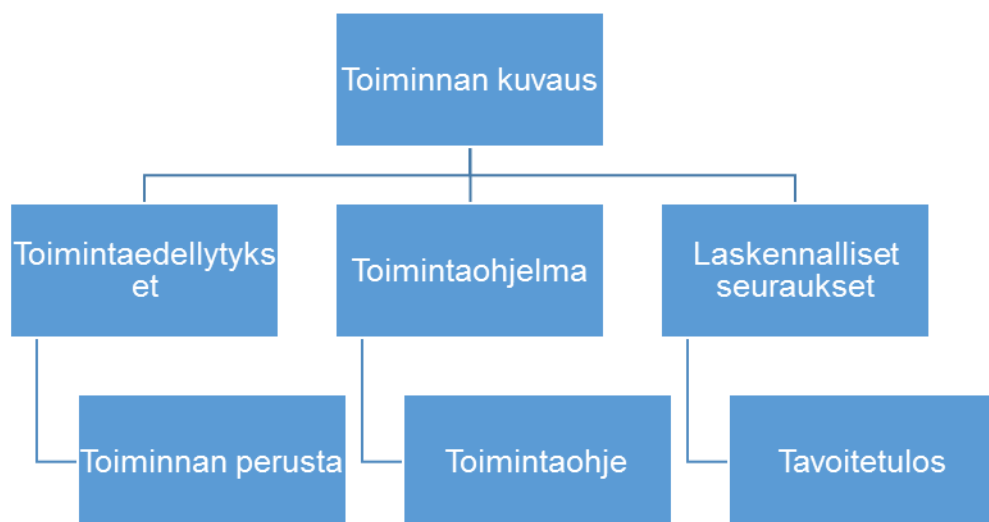 Toiminnan kuvaus
Toimintaedellytyks
et
Toimintaohjelma
Laskennalliset
seuraukset
Toiminnan perusta
Toimintaohje
Tavoitetulos